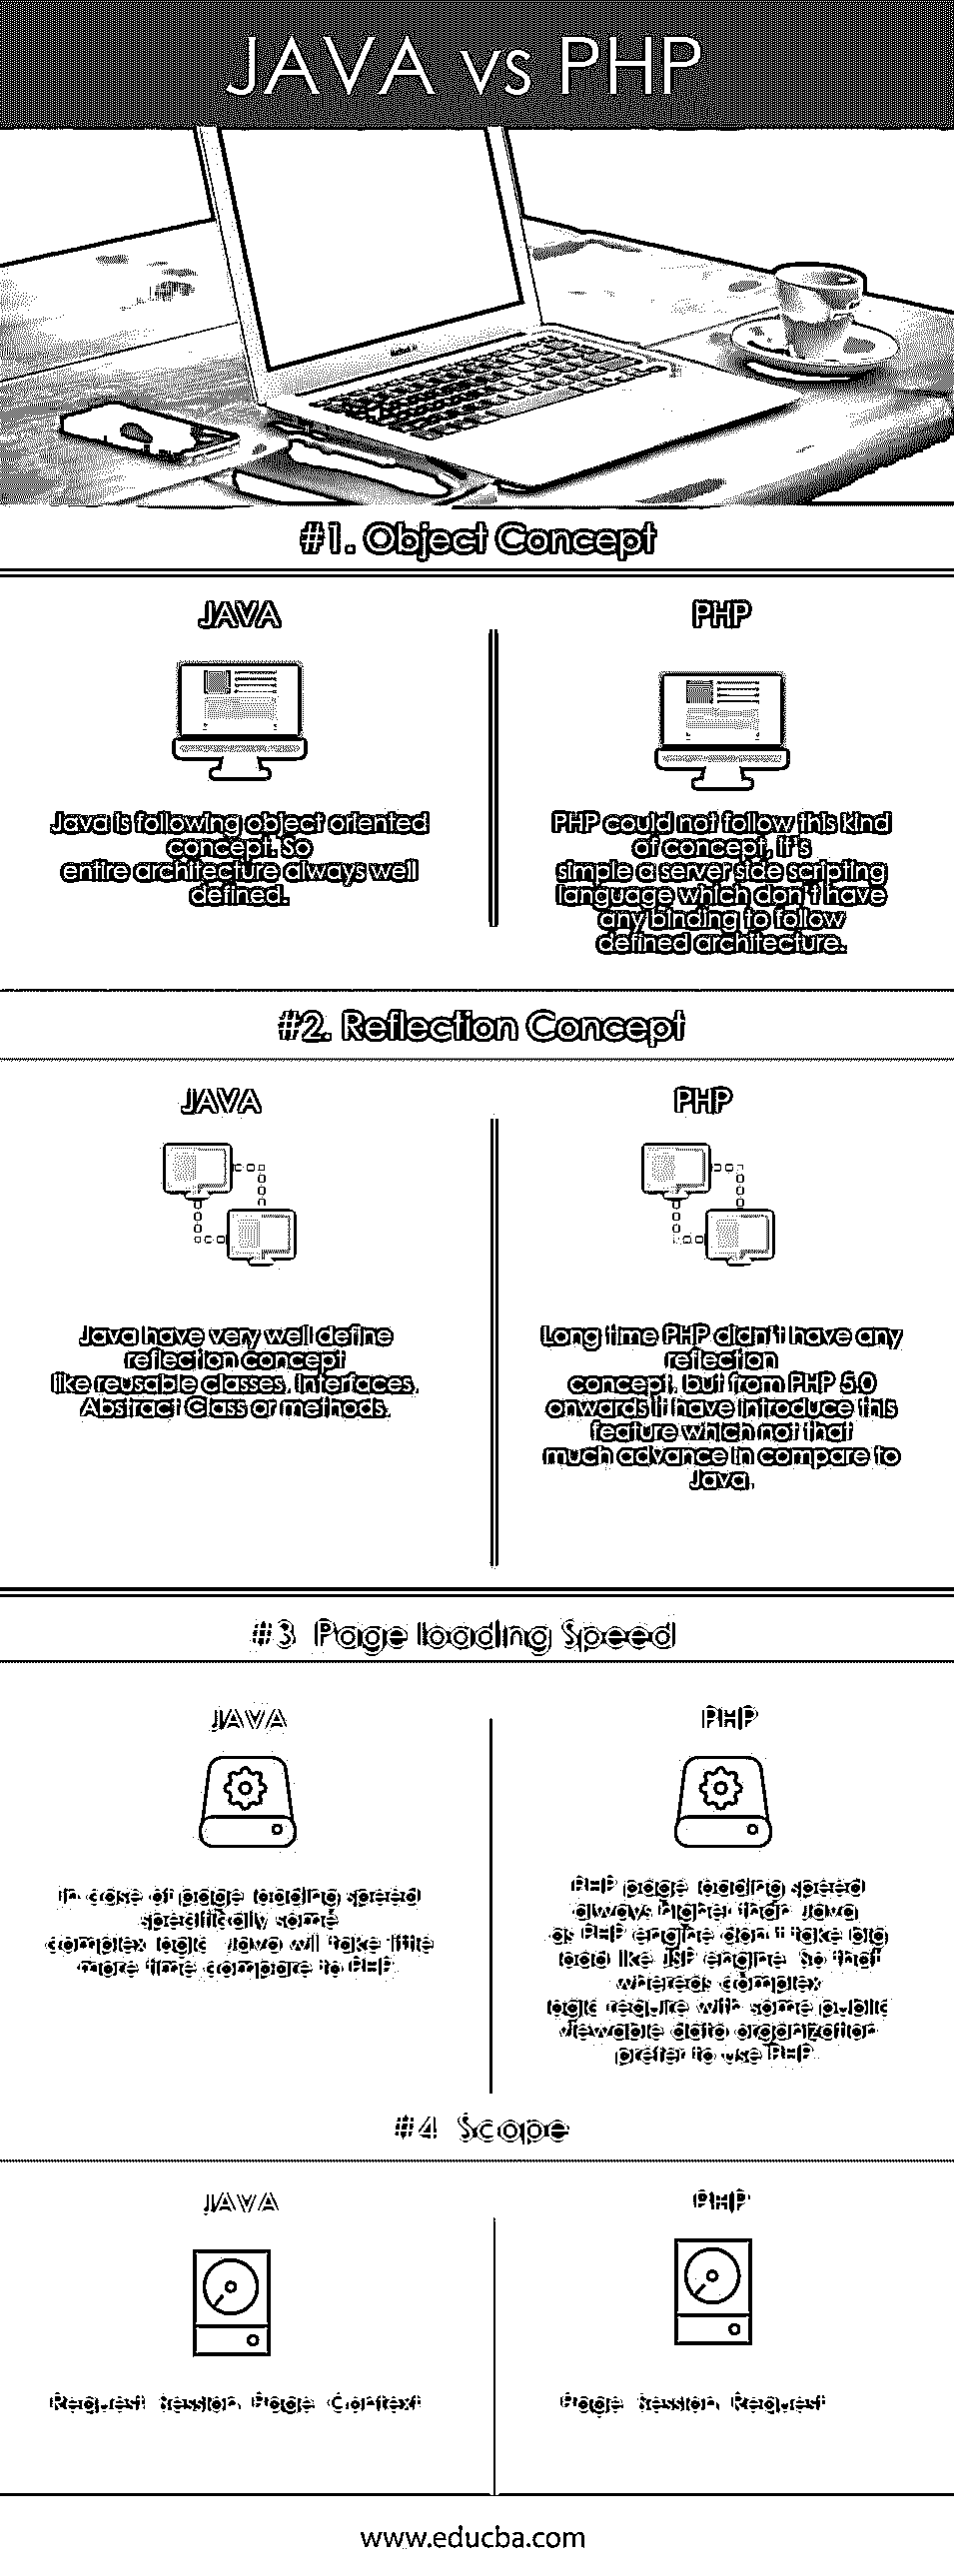 JAVA vs PHP
#1. Object Concept
JAVA
Java is following object oriented
concept. So
entire architecture always well
defined.
PHP
PHP could not follow this kind
of concept, it's
simple a server side scripting
language which don't have
any binding to follow
defined architecture.
#2. Reflection Concept
JAVA
Java have very well define
reflection concept
like reusable classes, Interfaces,
Abstract Class or methods.
PHP
Long time PHP didn't have any
reflection
concept, but from PHP 5.0
onwards it have introduce this
feature which not that
much advance in compare to
Java.
#3 Page loading Speed
JAVA
In case of page loading speed
specifically some
complex logic Java will take little
more time compare to PHP
PHP
PHP page loading speed
always higher than Java
as PHP engine don't take big
load like JSP engine So that
whereas complex
logic require with some public
viewable data organization
prefer to use PHP
#4 Scope
JAVA
Request Session Page Context
PHP
Page Session Request
www.educba.com